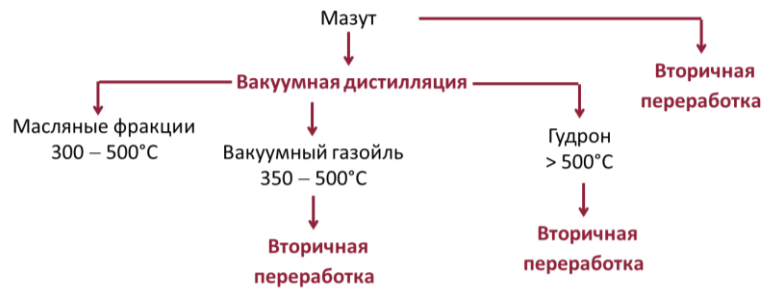 Мазут
Вторичная
переработка
Вакуумная дистилляция
Масляные фракции
300 – 500°C
Вакуумный газойль
350 – 500°C
Гудрон
> 500°C
Вторичная
переработка
Вторичная
переработка